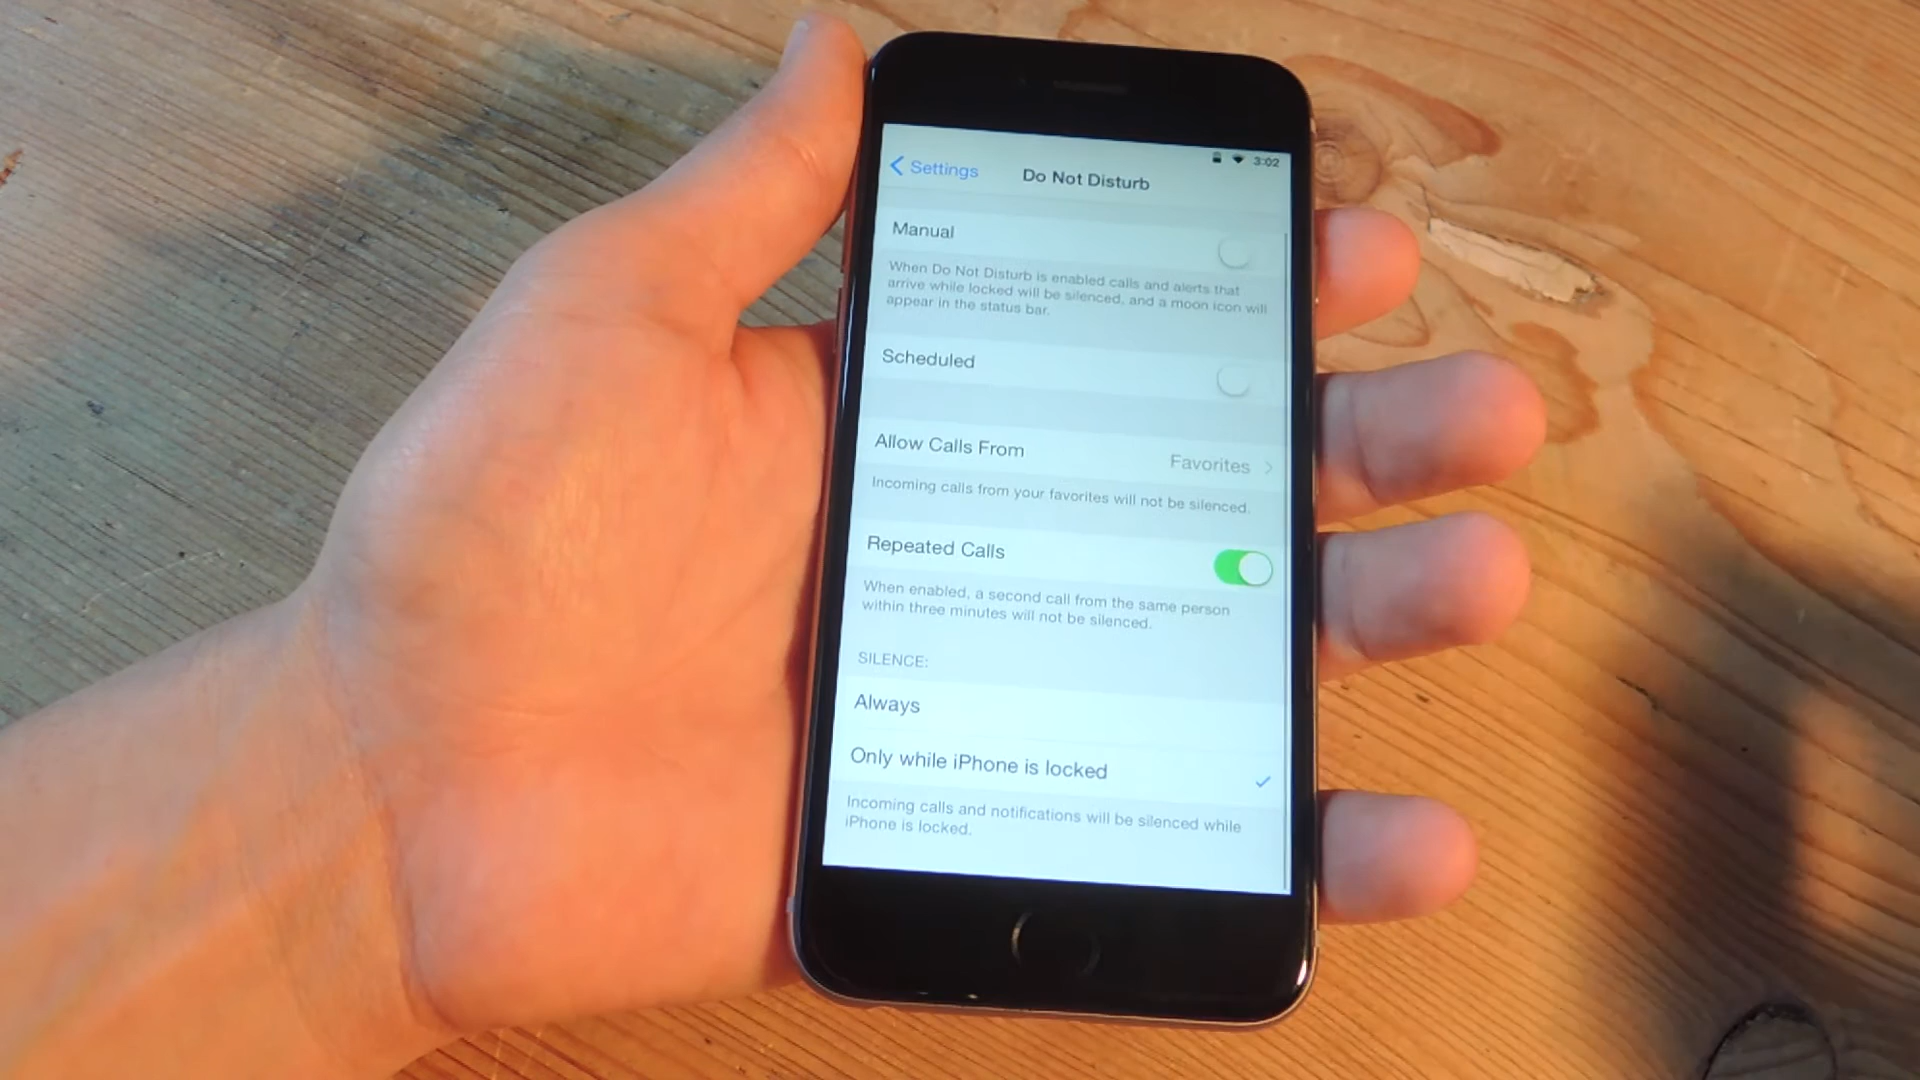 3:02
Settings
Do Not Disturb
Manual
When Do Not Disturb is enabled calls and alerts that
arrive while locked will be silenced, and a moon icon will
appear in the status bar.
Scheduled
Allow Calls From Favorites
Incoming calls from your favorites will not be silenced.
Repeated Calls
When enabled, a second call from the same person
within three minutes will not be silenced.
SILENCE:
Always
Only while iPhone is locked
Incoming calls and notifications will be silenced while
iPhone is locked.